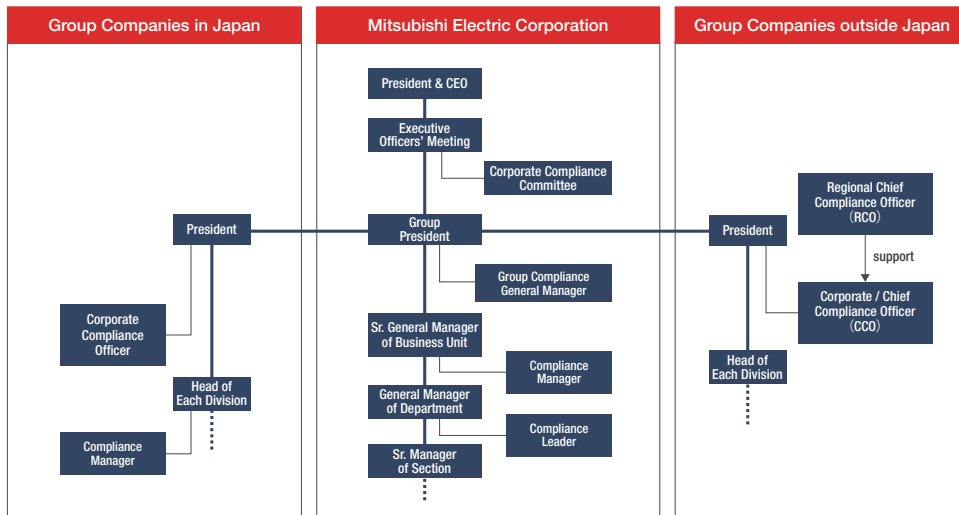 Group Companies in Japan
Mitsubishi Electric Corporation
Group Companies outside Japan
President & CEO
Executive
Officers' Meeting
Corporate Compliance
Committee
Group
President
Group Compliance
General Manager
Sr. General Manager
of Business Unit
Compliance
Manager
General Manager
of Department
Compliance
Leader
Sr. Manager
of Section
President
Corporate
Compliance
Officer
Head of
Each Division
Compliance
Manager
President
Regional Chief
Compliance Officer
（RCO）
support
Corporate / Chief
Compliance Officer
（CCO）
Head of
Each Division